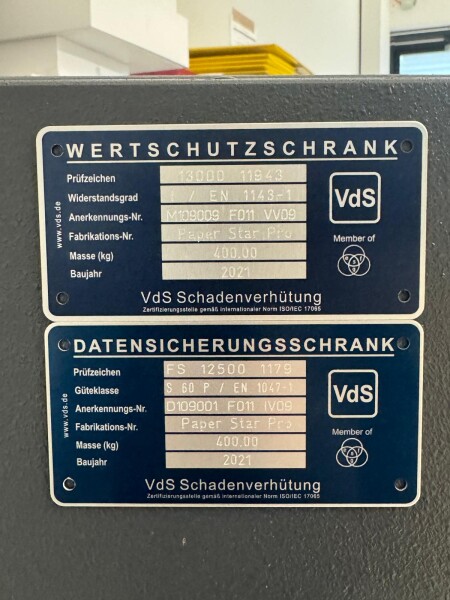 WERTSCHUTZSCHRANK
Prüfzeichen 13000 11943
Widerstandsgrad I / EN 1143-1
Anerkennungs-Nr. M109009 F011 VV09
Fabrikations-Nr. Paper Star Pro
Masse (kg) 400,00
Baujahr 2021
www.vds.de
VdS
Member of
VdS Schadenverhütung
Zertifizierungsstelle gemäß internationaler Norm ISO/IEC 17065
DATENSICHERUNGSSCHRANK
Prüfzeichen FS 12500 1179
Güteklasse S 60 P / EN 1047-1
Anerkennungs-Nr. D109001 F011 IV09
Fabrikations-Nr. Paper Star Pro
Masse (kg) 400,00
Baujahr 2021
www.vds.de
VdS
Member of
VdS Schadenverhütung
Zertifizierungsstelle gemäß internationaler Norm ISO/IEC 17065